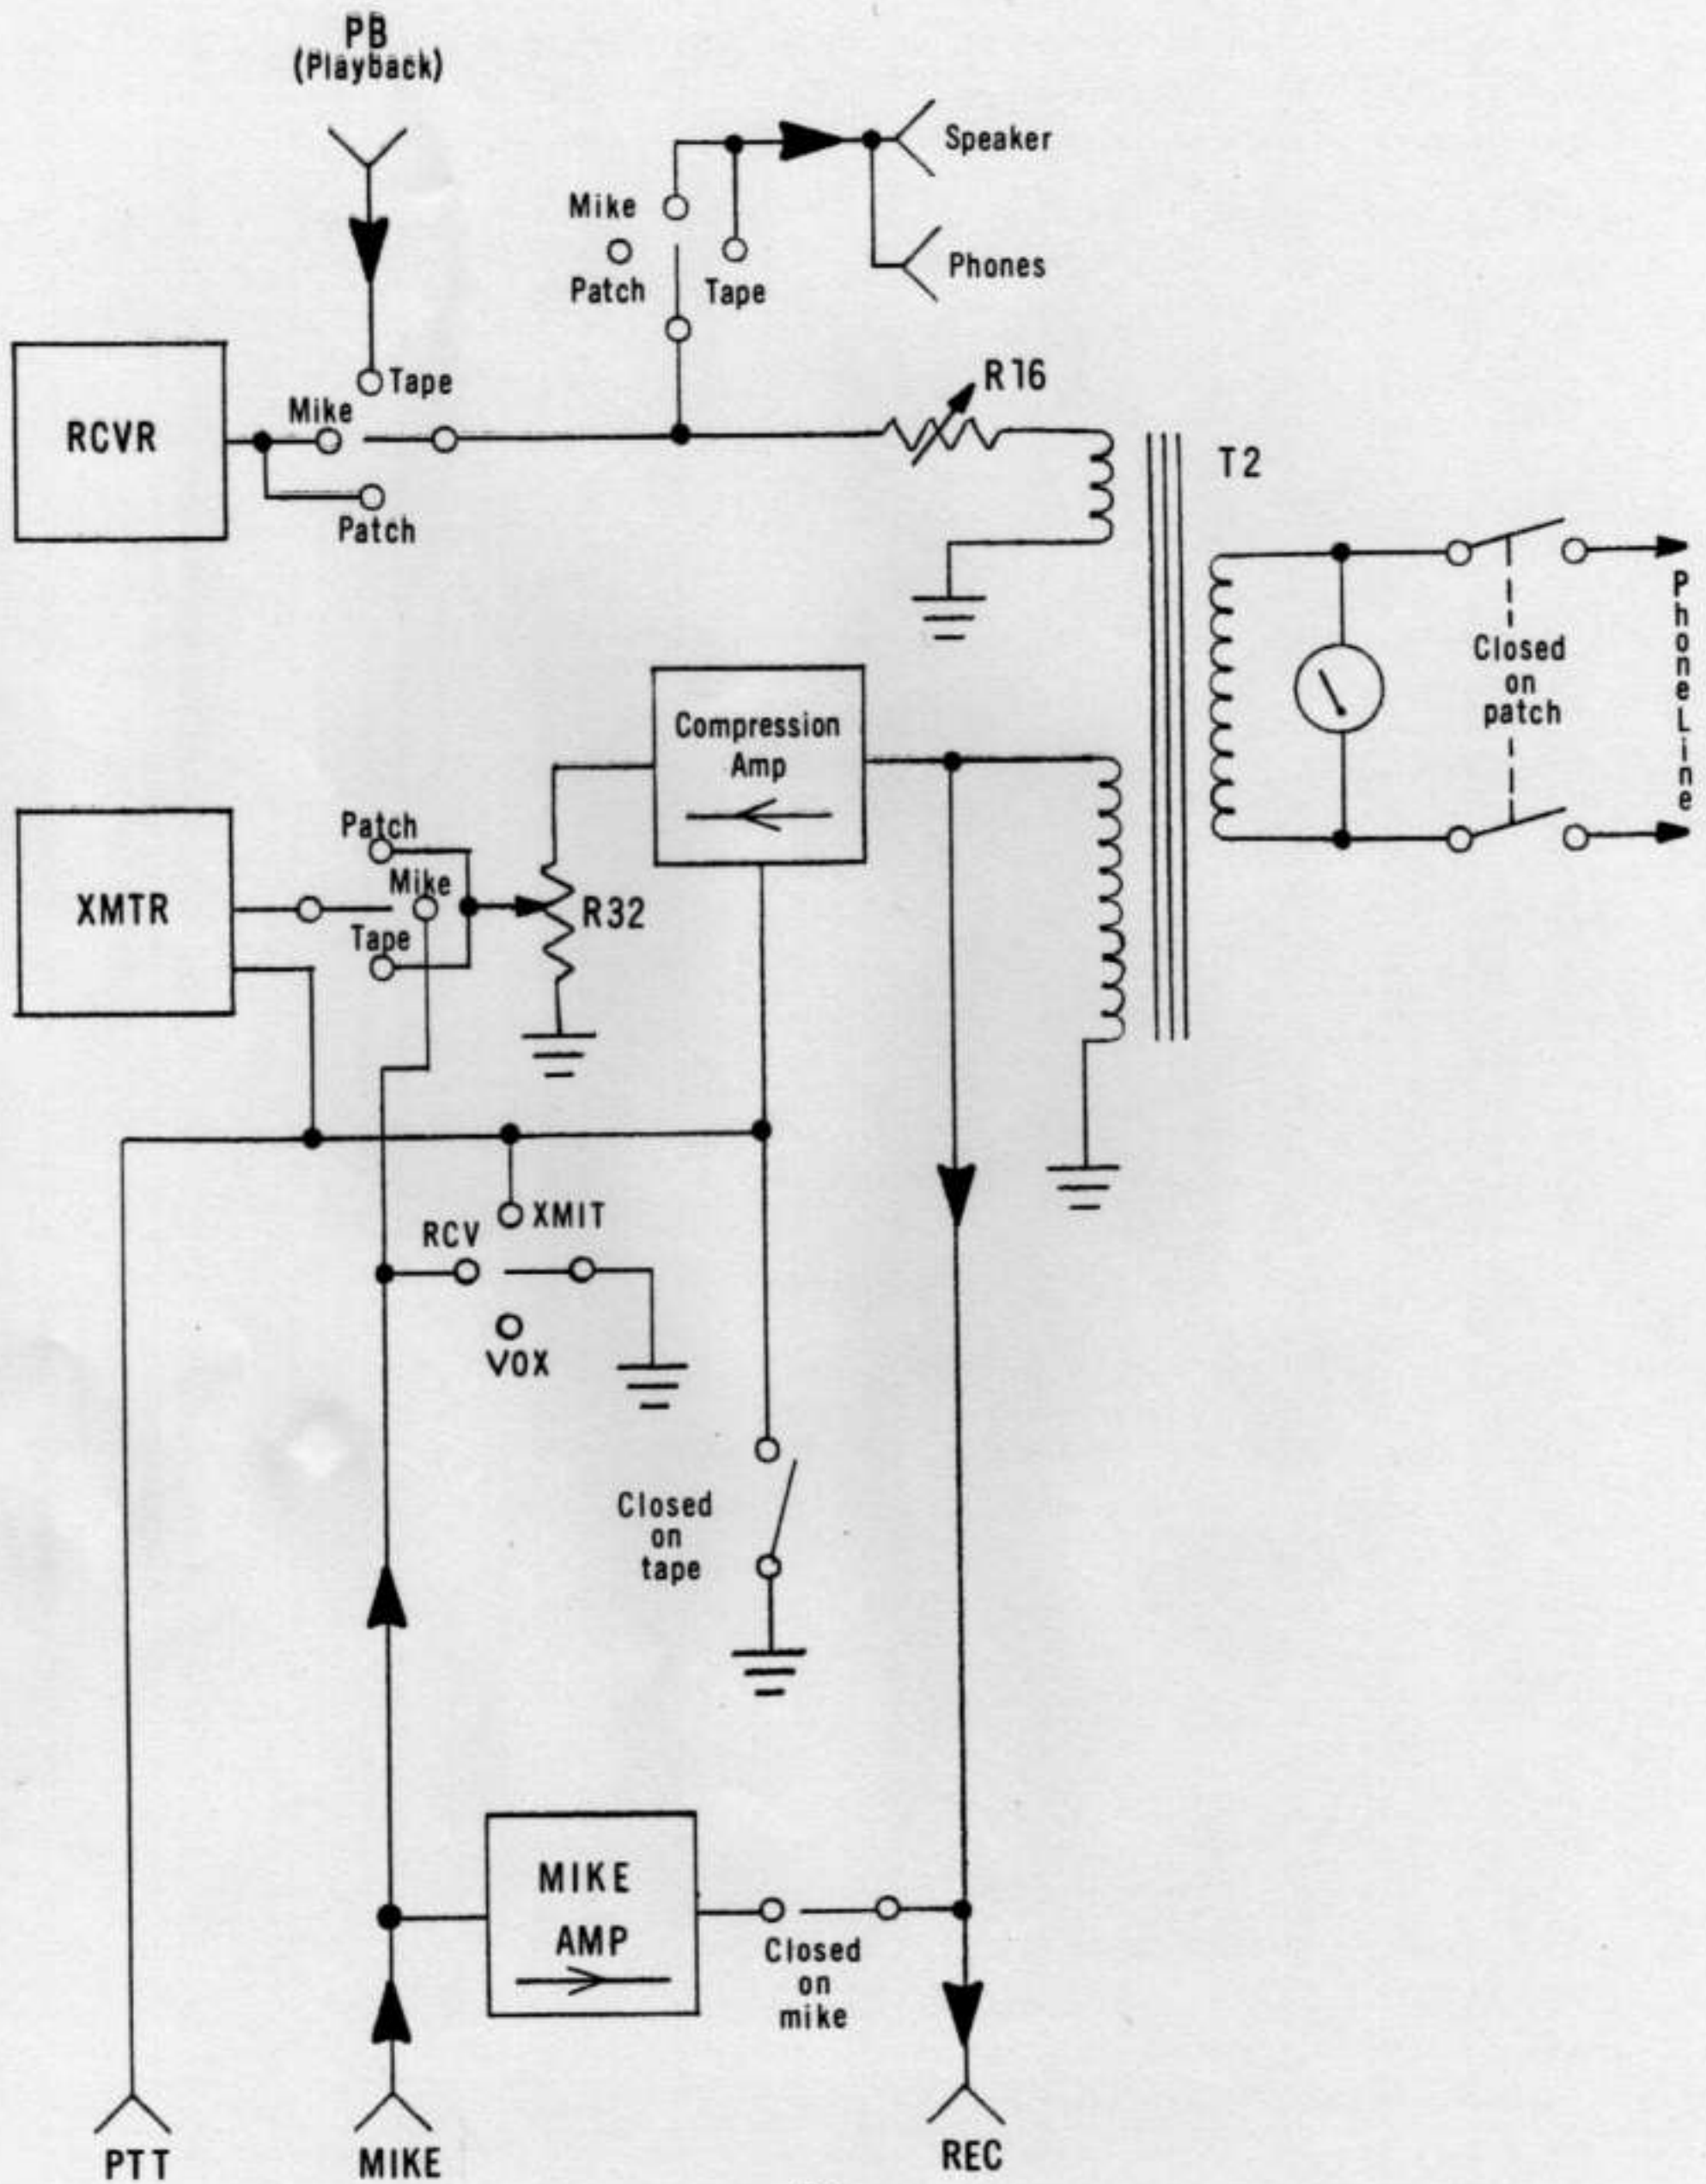 PB
(Playback)
Speaker
Mike
Phones
Patch
Tape
R16
Tape
Mike
RCVR
T2
Patch
Closed
on
patch
Phone Line
Compression
Amp
Patch
Mike
XMTR
R32
Tape
XMIT
RCV
VOX
Closed
on
tape
MIKE
AMP
Closed
on
mike
PTT
MIKE
REC